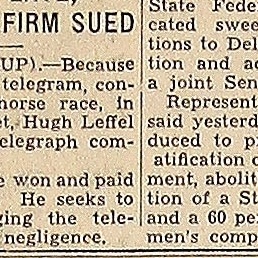 FIRM SUED
UP).—Because
telegram, con-
horse race, in
et, Hugh Leffel
elegraph com-
e won and paid
He seeks to
ging the tele-
negligence.
State Fede
cated swee
tions to Del
tion and ac
a joint Sen
Represent
said yesterd
duced to p
atification o
ment, abolit
tion of a St
and a 60 pe
men's comp